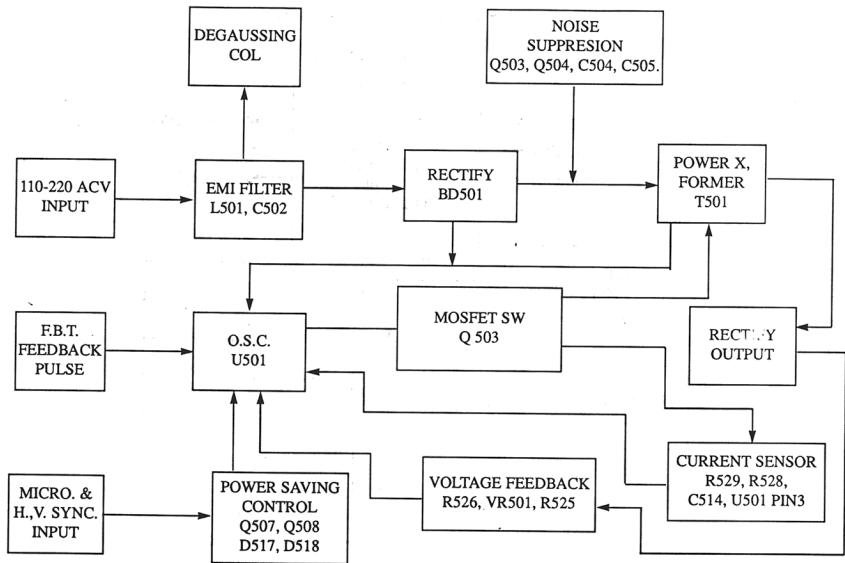 DEGAUSSING
COL
NOISE
SUPPRESION
Q503, Q504, C504, C505.
110-220 ACV
INPUT
EMI FILTER
L501, C502
RECTIFY
BD501
POWER X,
FORMER
T501
F.B.T.
FEEDBACK
PULSE
O.S.C.
U501
MOSFET SW
Q 503
RECTIFY
OUTPUT
MICRO. &
H.,V. SYNC.
INPUT
POWER SAVING
CONTROL
Q507, Q508
D517, D518
VOLTAGE FEEDBACK
R526, VR501, R525
CURRENT SENSOR
R529, R528,
C514, U501 PIN3